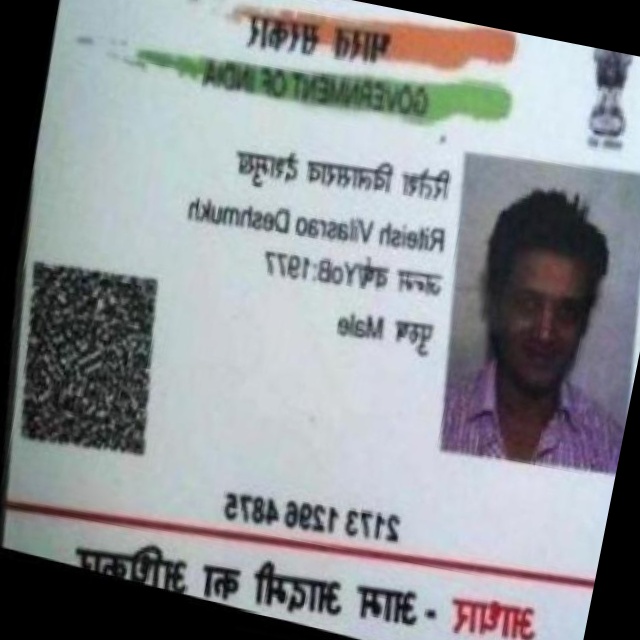 भारत सरकार
GOVERNMENT OF INDIA
रितेश विलासराव देशमुख
Riteish Vilasrao Deshmukh
जन्म वर्ष/YoB:1977
पुरुष Male
2173 1296 4875
आधार - आम आदमी का अधिकार